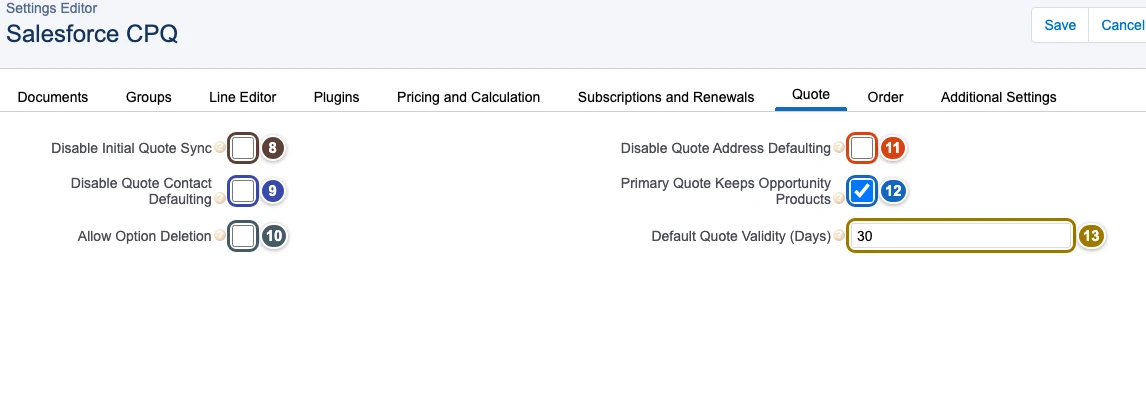 Settings Editor
Salesforce CPQ
Save
Cancel
Documents
Groups
Line Editor
Plugins
Pricing and Calculation
Subscriptions and Renewals
Quote
Order
Additional Settings
Disable Initial Quote Sync
8
Disable Quote Address Defaulting
11
Disable Quote Contact
Defaulting
9
Primary Quote Keeps Opportunity
Products
12
Allow Option Deletion
10
Default Quote Validity (Days)
30
13